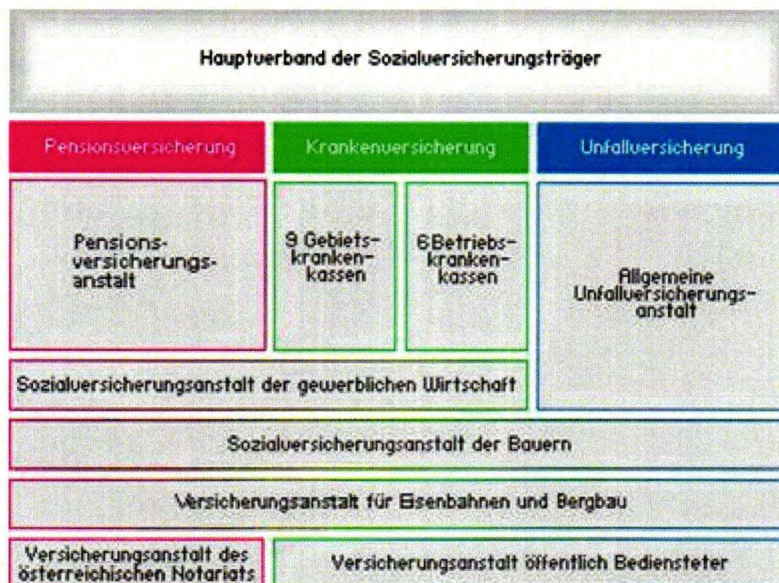 Hauptverband der Sozialversicherungsträger
Pensionsversicherung
Krankenversicherung
Unfallversicherung
Pensions-
versicherungs-
anstalt
9 Gebiets-
kranken-
kassen
6 Betriebs-
kranken-
kassen
Allgemeine
Unfallversicherungs-
anstalt
Sozialversicherungsanstalt der gewerblichen Wirtschaft
Sozialversicherungsanstalt der Bauern
Versicherungsanstalt für Eisenbahnen und Bergbau
Versicherungsanstalt des
österreichischen Notariats
Versicherungsanstalt öffentlich Bediensteter